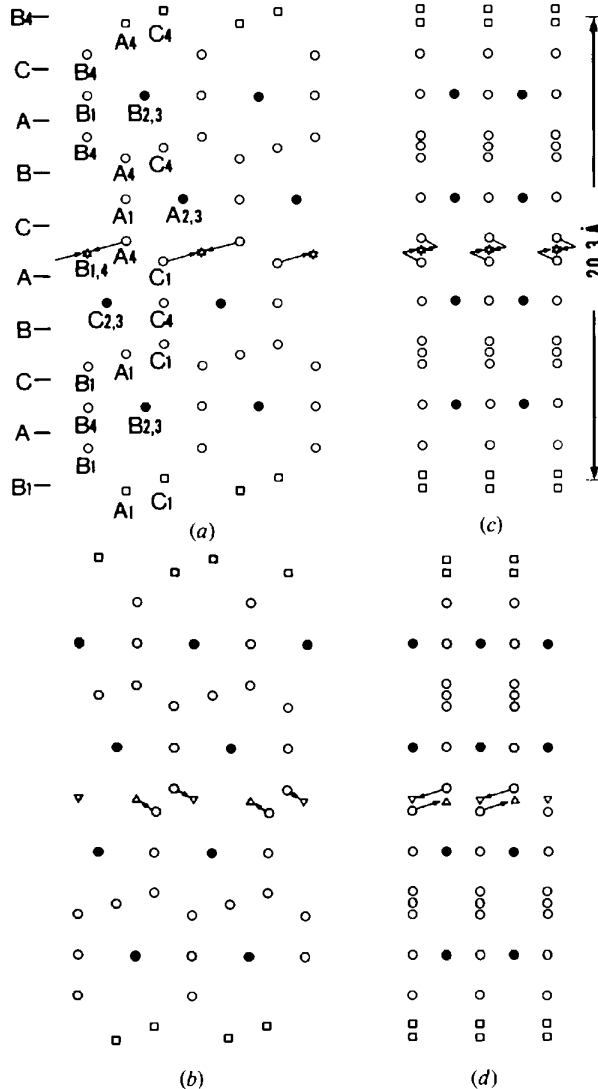 B4—
A4 C4
C—
B4
B1 B2,3
A—
B4 C4
B—
A4
A1 A2,3
C—
A4
B1,4 C1
A—
20.3 Å
C2,3 C4
B—
C1
A1
C—
B1
B4 B2,3
A—
B1
B1—
A1 C1
(a) (c)
(b) (d)